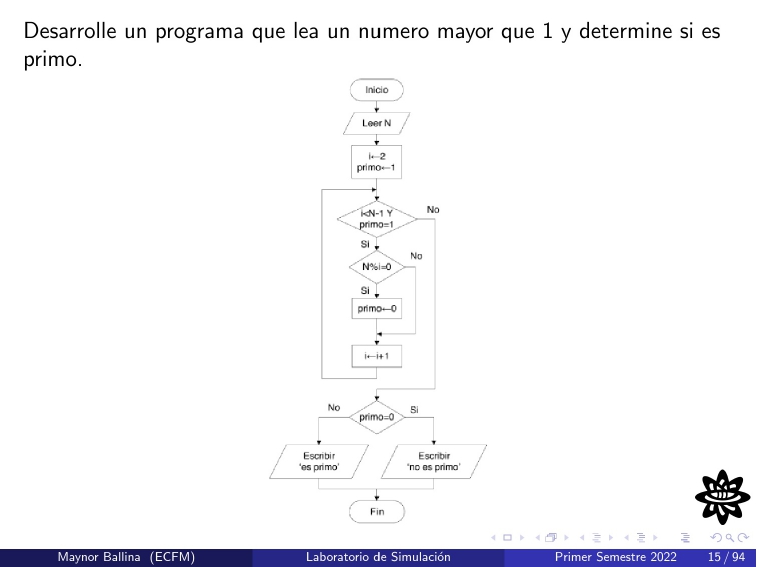 Desarrolle un programa que lea un numero mayor que 1 y determine si es
primo.
Inicio
Leer N
i←2
primo←1
i<N-1 Y
primo=1
No
Si
N%i=0
No
Si
primo←0
i←i+1
No
primo=0
Si
Escribir
'es primo'
Escribir
'no es primo'
Fin
Maynor Ballina (ECFM)
Laboratorio de Simulación
Primer Semestre 2022
15 / 94